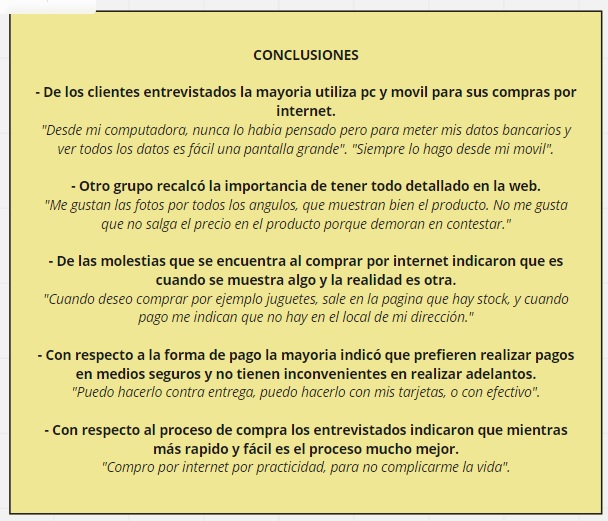 CONCLUSIONES
- De los clientes entrevistados la mayoria utiliza pc y movil para sus compras por
internet.
"Desde mi computadora, nunca lo habia pensado pero para meter mis datos bancarios y
ver todos los datos es fácil una pantalla grande". "Siempre lo hago desde mi movil".
- Otro grupo recalcó la importancia de tener todo detallado en la web.
"Me gustan las fotos por todos los angulos, que muestran bien el producto. No me gusta
que no salga el precio en el producto porque demoran en contestar."
- De las molestias que se encuentra al comprar por internet indicaron que es
cuando se muestra algo y la realidad es otra.
"Cuando deseo comprar por ejemplo juguetes, sale en la pagina que hay stock, y cuando
pago me indican que no hay en el local de mi dirección."
- Con respecto a la forma de pago la mayoria indicó que prefieren realizar pagos
en medios seguros y no tienen inconvenientes en realizar adelantos.
"Puedo hacerlo contra entrega, puedo hacerlo con mis tarjetas, o con efectivo".
- Con respecto al proceso de compra los entrevistados indicaron que mientras
más rapido y fácil es el proceso mucho mejor.
"Compro por internet por practicidad, para no complicarme la vida".